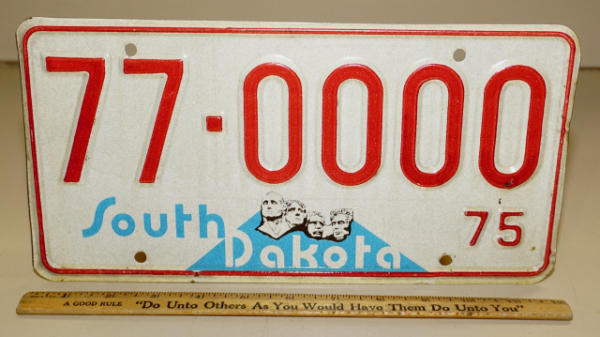 77-0000
South Dakota 75
A GOOD RULE "Do Unto Others As You Would Have Them Do Unto You"